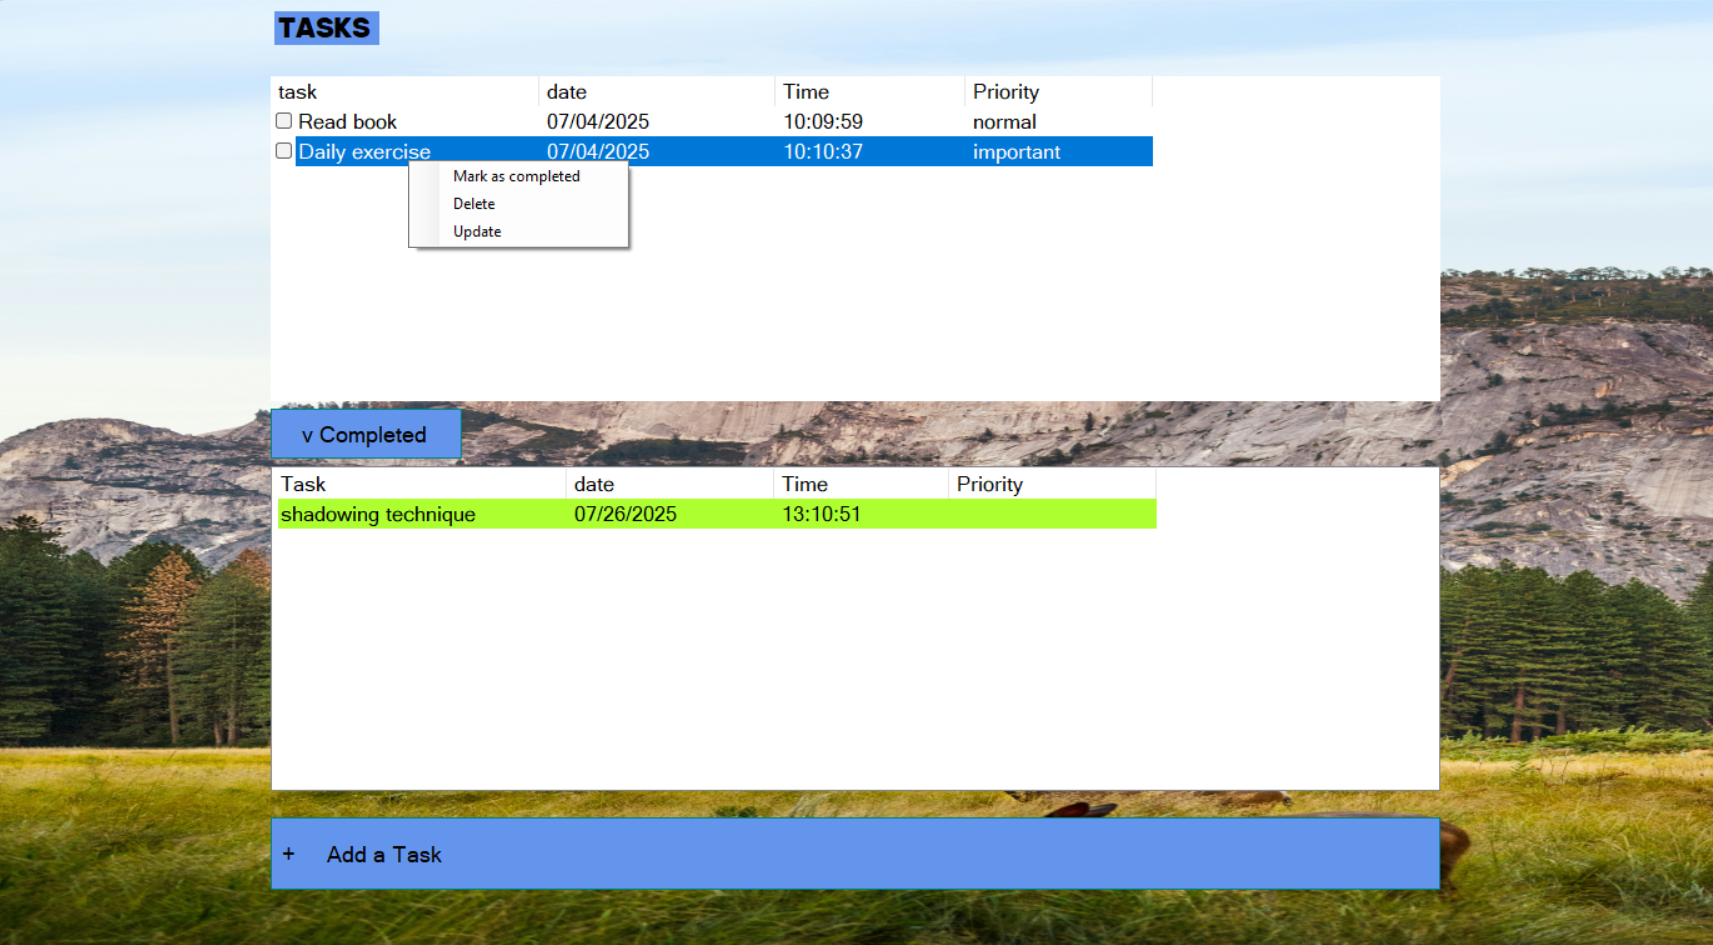 TASKS
task date Time Priority
Read book 07/04/2025 10:09:59 normal
Daily exercise 07/04/2025 10:10:37 important
Mark as completed
Delete
Update
v Completed
Task date Time Priority
shadowing technique 07/26/2025 13:10:51
+ Add a Task